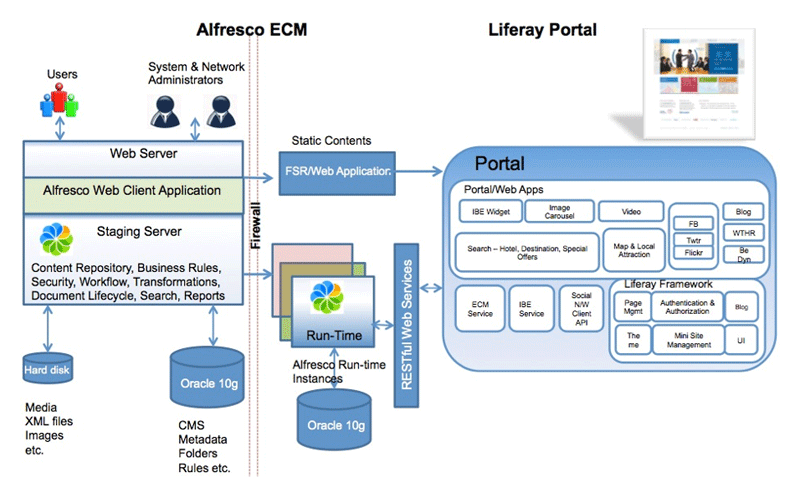 Alfresco ECM
Liferay Portal
Users
System & Network
Administrators
Web Server
Alfresco Web Client Application
Staging Server
Content Repository, Business Rules,
Security, Workflow, Transformations,
Document Lifecycle, Search, Reports
Hard disk
Media
XML files
Images
etc.
Oracle 10g
CMS
Metadata
Folders
Rules etc.
Firewall
Static Contents
FSR/Web Application
Run-Time
Alfresco Run-time
Instances
Oracle 10g
RESTful Web Services
Portal
Portal/Web Apps
IBE Widget
Image
Carousel
Video
FB
Twtr
Flickr
Blog
WTHR
Be
Dyn
Search – Hotel, Destination, Special
Offers
Map & Local
Attraction
ECM
Service
IBE
Service
Social
N/W
Client
API
Liferay Framework
Page
Mgmt
Authentication &
Authorization
Blog
The
me
Mini Site
Management
UI